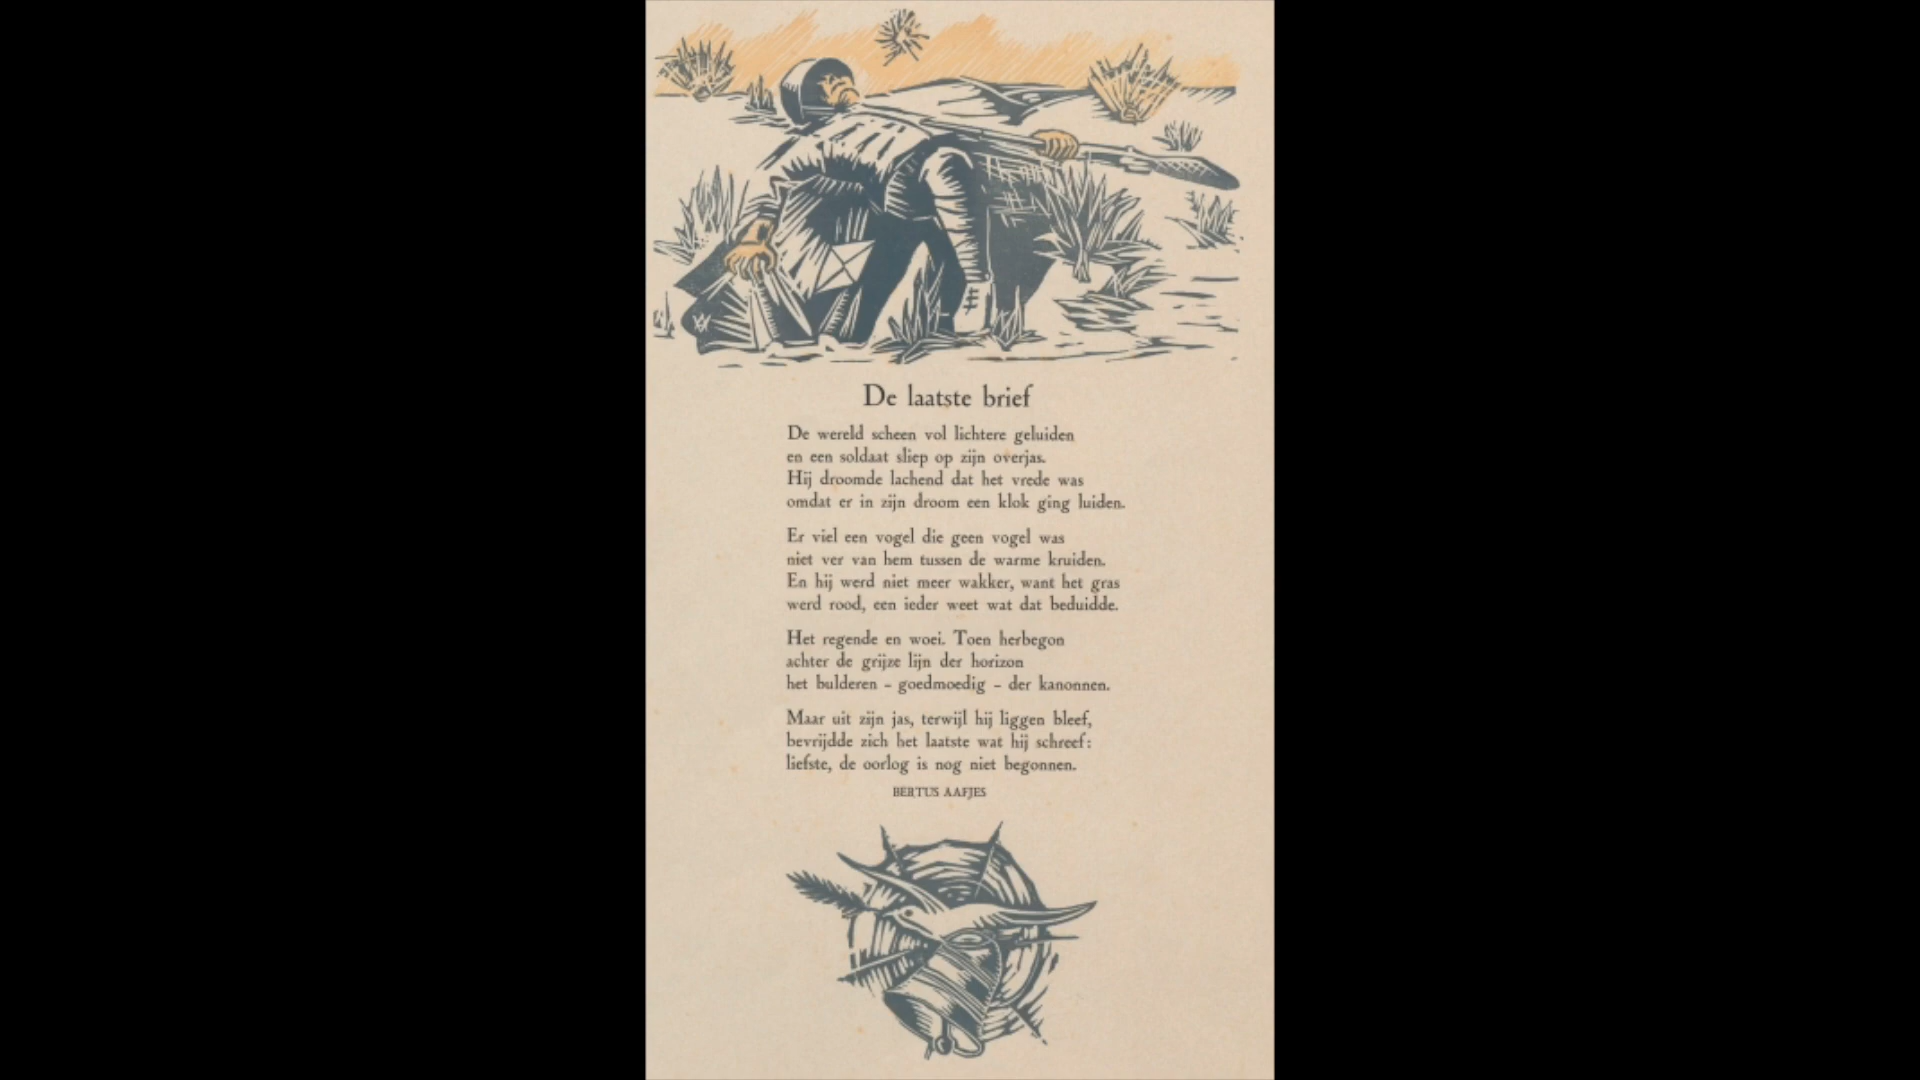 De laatste brief
De wereld scheen vol lichtere geluiden
en een soldaat sliep op zijn overjas.
Hij droomde lachend dat het vrede was
omdat er in zijn droom een klok ging luiden.
Er viel een vogel die geen vogel was
niet ver van hem tussen de warme kruiden.
En hij werd niet meer wakker, want het gras
werd rood, een ieder weet wat dat beduidde.
Het regende en woei. Toen herbegon
achter de grijze lijn der horizon
het bulderen – goedmoedig – der kanonnen.
Maar uit zijn jas, terwijl hij liggen bleef,
bevrijdde zich het laatste wat hij schreef:
liefste, de oorlog is nog niet begonnen.
BERTUS AAFJES